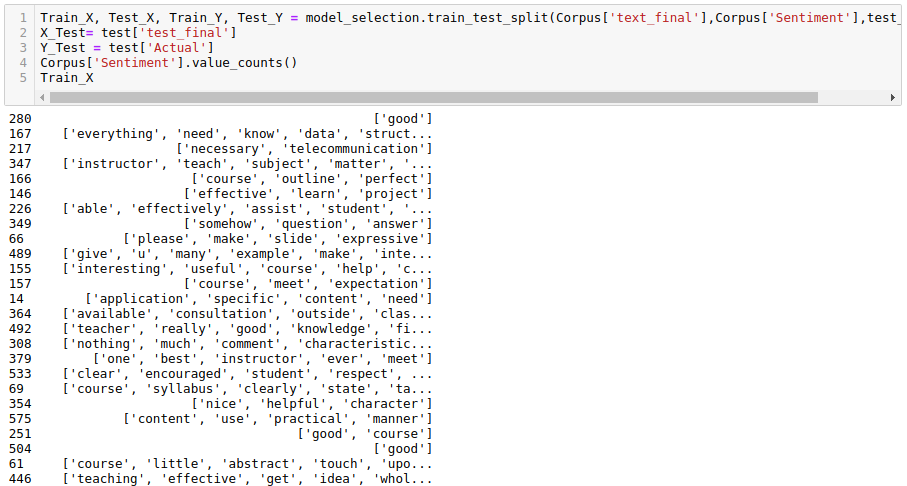 1 Train_X, Test_X, Train_Y, Test_Y = model_selection.train_test_split(Corpus['text_final'],Corpus['Sentiment'],test_
2 X_Test= test['test_final']
3 Y_Test = test['Actual']
4 Corpus['Sentiment'].value_counts()
5 Train_X
280 ['good']
167 ['everything', 'need', 'know', 'data', 'struct...
217 ['necessary', 'telecommunication']
347 ['instructor', 'teach', 'subject', 'matter', '...
166 ['course', 'outline', 'perfect']
146 ['effective', 'learn', 'project']
226 ['able', 'effectively', 'assist', 'student', '...
349 ['somehow', 'question', 'answer']
66 ['please', 'make', 'slide', 'expressive']
489 ['give', 'u', 'many', 'example', 'make', 'inte...
155 ['interesting', 'useful', 'course', 'help', 'c...
157 ['course', 'meet', 'expectation']
14 ['application', 'specific', 'content', 'need']
364 ['available', 'consultation', 'outside', 'clas...
492 ['teacher', 'really', 'good', 'knowledge', 'fi...
308 ['nothing', 'much', 'comment', 'characteristic...
379 ['one', 'best', 'instructor', 'ever', 'meet']
533 ['clear', 'encouraged', 'student', 'respect', ...
69 ['course', 'syllabus', 'clearly', 'state', 'ta...
354 ['nice', 'helpful', 'character']
575 ['content', 'use', 'practical', 'manner']
251 ['good', 'course']
504 ['good']
61 ['course', 'little', 'abstract', 'touch', 'upo...
446 ['teaching', 'effective', 'get', 'idea', 'whol...